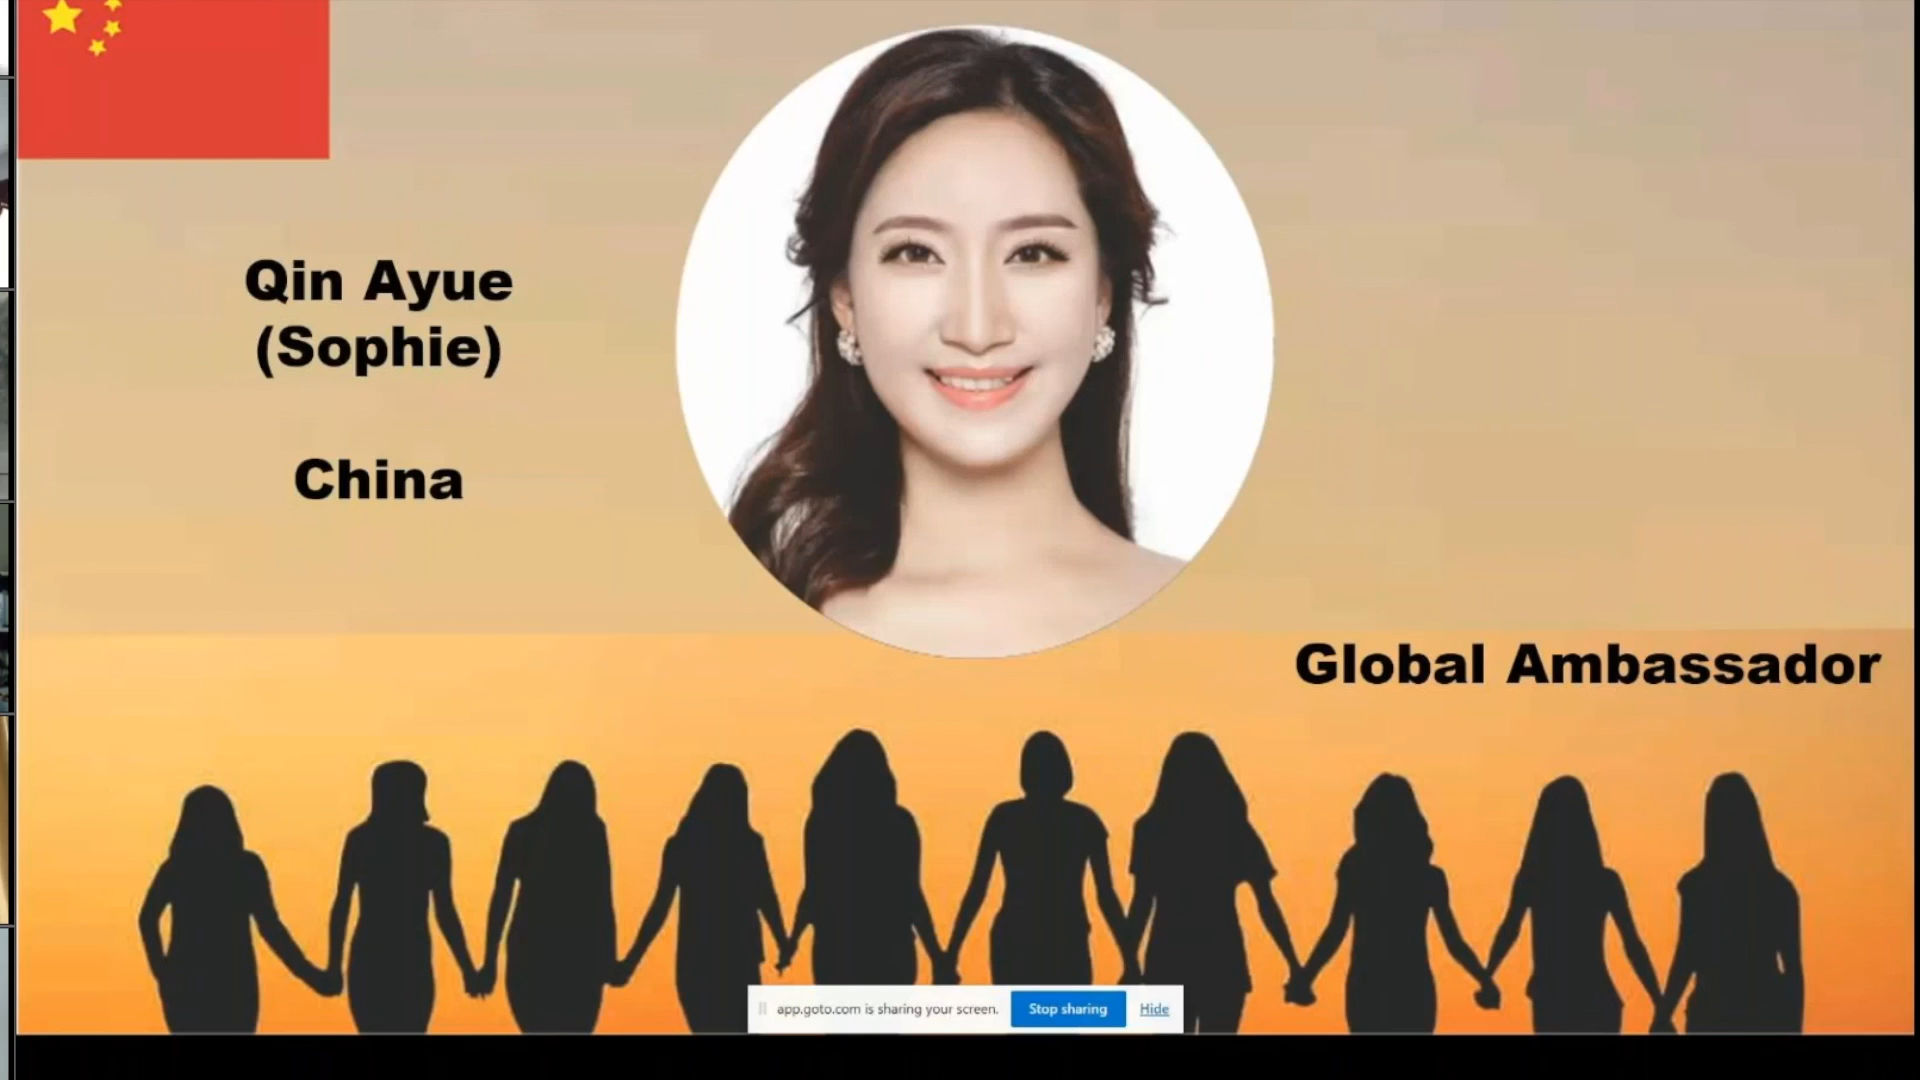 Qin Ayue
(Sophie)
China
Global Ambassador
app.goto.com is sharing your screen.
Stop sharing
Hide